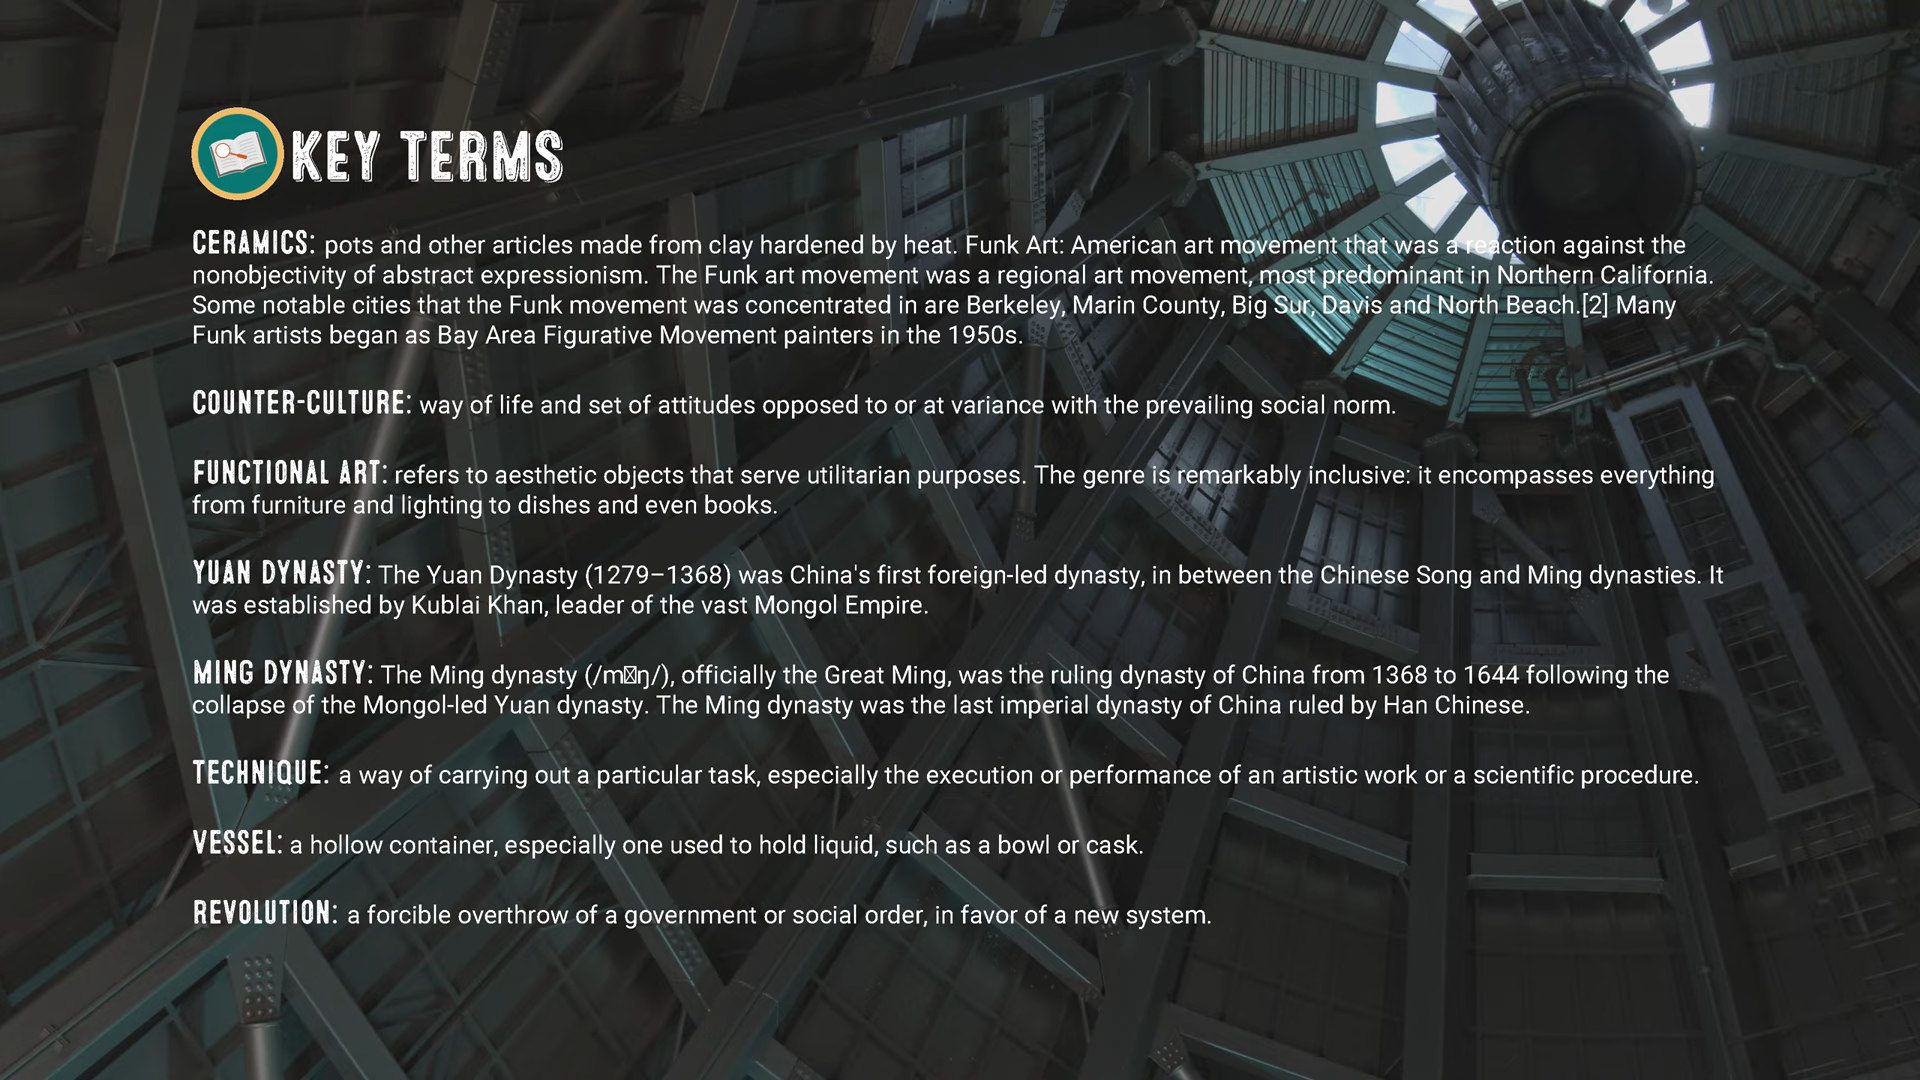 KEY TERMS
CERAMICS: pots and other articles made from clay hardened by heat. Funk Art: American art movement that was a reaction against the
nonobjectivity of abstract expressionism. The Funk art movement was a regional art movement, most predominant in Northern California.
Some notable cities that the Funk movement was concentrated in are Berkeley, Marin County, Big Sur, Davis and North Beach.[2] Many
Funk artists began as Bay Area Figurative Movement painters in the 1950s.
COUNTER-CULTURE: way of life and set of attitudes opposed to or at variance with the prevailing social norm.
FUNCTIONAL ART: refers to aesthetic objects that serve utilitarian purposes. The genre is remarkably inclusive: it encompasses everything
from furniture and lighting to dishes and even books.
YUAN DYNASTY: The Yuan Dynasty (1279–1368) was China's first foreign-led dynasty, in between the Chinese Song and Ming dynasties. It
was established by Kublai Khan, leader of the vast Mongol Empire.
MING DYNASTY: The Ming dynasty (/m☒ŋ/), officially the Great Ming, was the ruling dynasty of China from 1368 to 1644 following the
collapse of the Mongol-led Yuan dynasty. The Ming dynasty was the last imperial dynasty of China ruled by Han Chinese.
TECHNIQUE: a way of carrying out a particular task, especially the execution or performance of an artistic work or a scientific procedure.
VESSEL: a hollow container, especially one used to hold liquid, such as a bowl or cask.
REVOLUTION: a forcible overthrow of a government or social order, in favor of a new system.